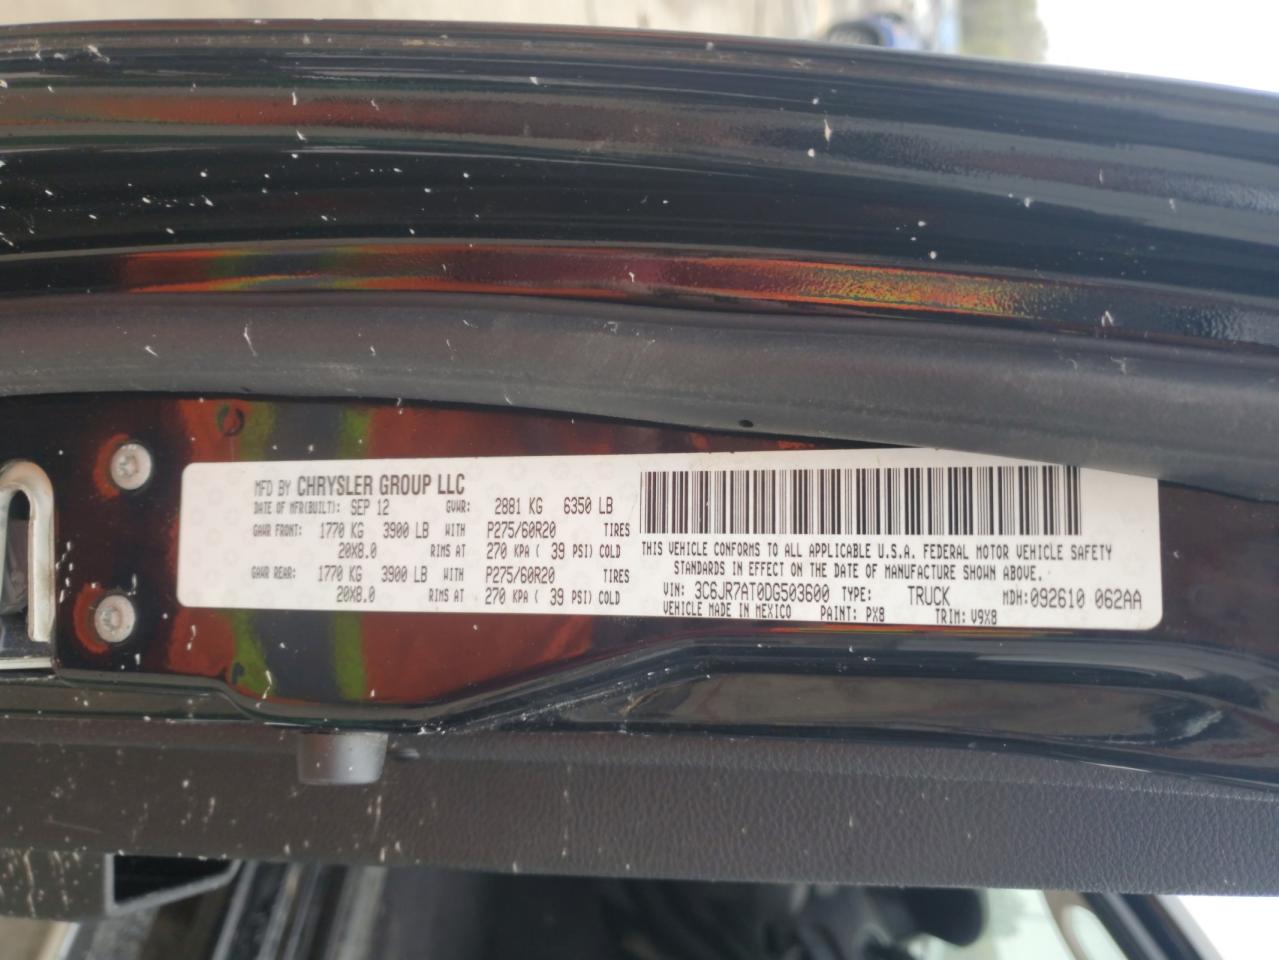 MFD BY CHRYSLER GROUP LLC
DATE OF MFR(BUILT): SEP 12 GVWR: 2881 KG 6350 LB
GAWR FRONT: 1770 KG 3900 LB WITH P275/60R20 TIRES
20X8.0 RIMS AT 270 KPA ( 39 PSI) COLD
GAWR REAR: 1770 KG 3900 LB WITH P275/60R20 TIRES
20X8.0 RIMS AT 270 KPA ( 39 PSI) COLD
THIS VEHICLE CONFORMS TO ALL APPLICABLE U.S.A. FEDERAL MOTOR VEHICLE SAFETY
STANDARDS IN EFFECT ON THE DATE OF MANUFACTURE SHOWN ABOVE.
VIN: 3C6JR7AT0DG503600 TYPE: TRUCK MDH:092610 062AA
VEHICLE MADE IN MEXICO PAINT: PX8 TRIM: V9X8